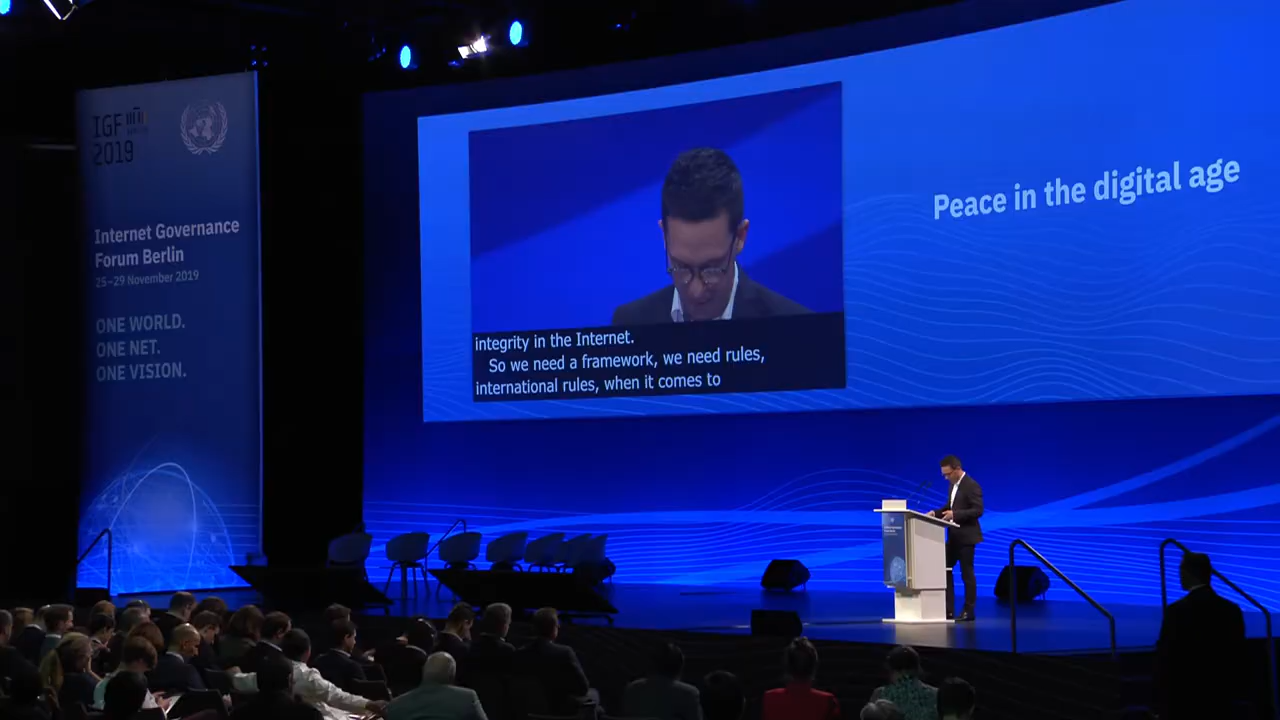 IGF
2019
Internet Governance
Forum Berlin
25–29 November 2019
ONE WORLD.
ONE NET.
ONE VISION.
integrity in the Internet.
So we need a framework, we need rules,
international rules, when it comes to
Peace in the digital age